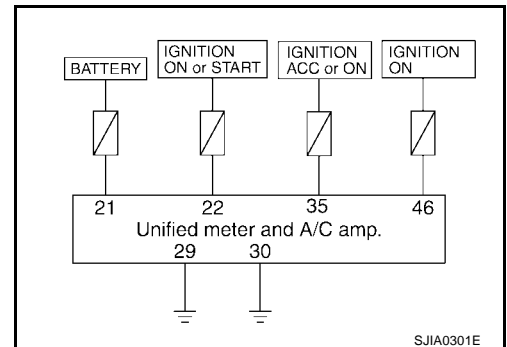 BATTERY
IGNITION
ON or START
IGNITION
ACC or ON
IGNITION
ON
21 22 35 46
Unified meter and A/C amp.
29 30
SJIA0301E